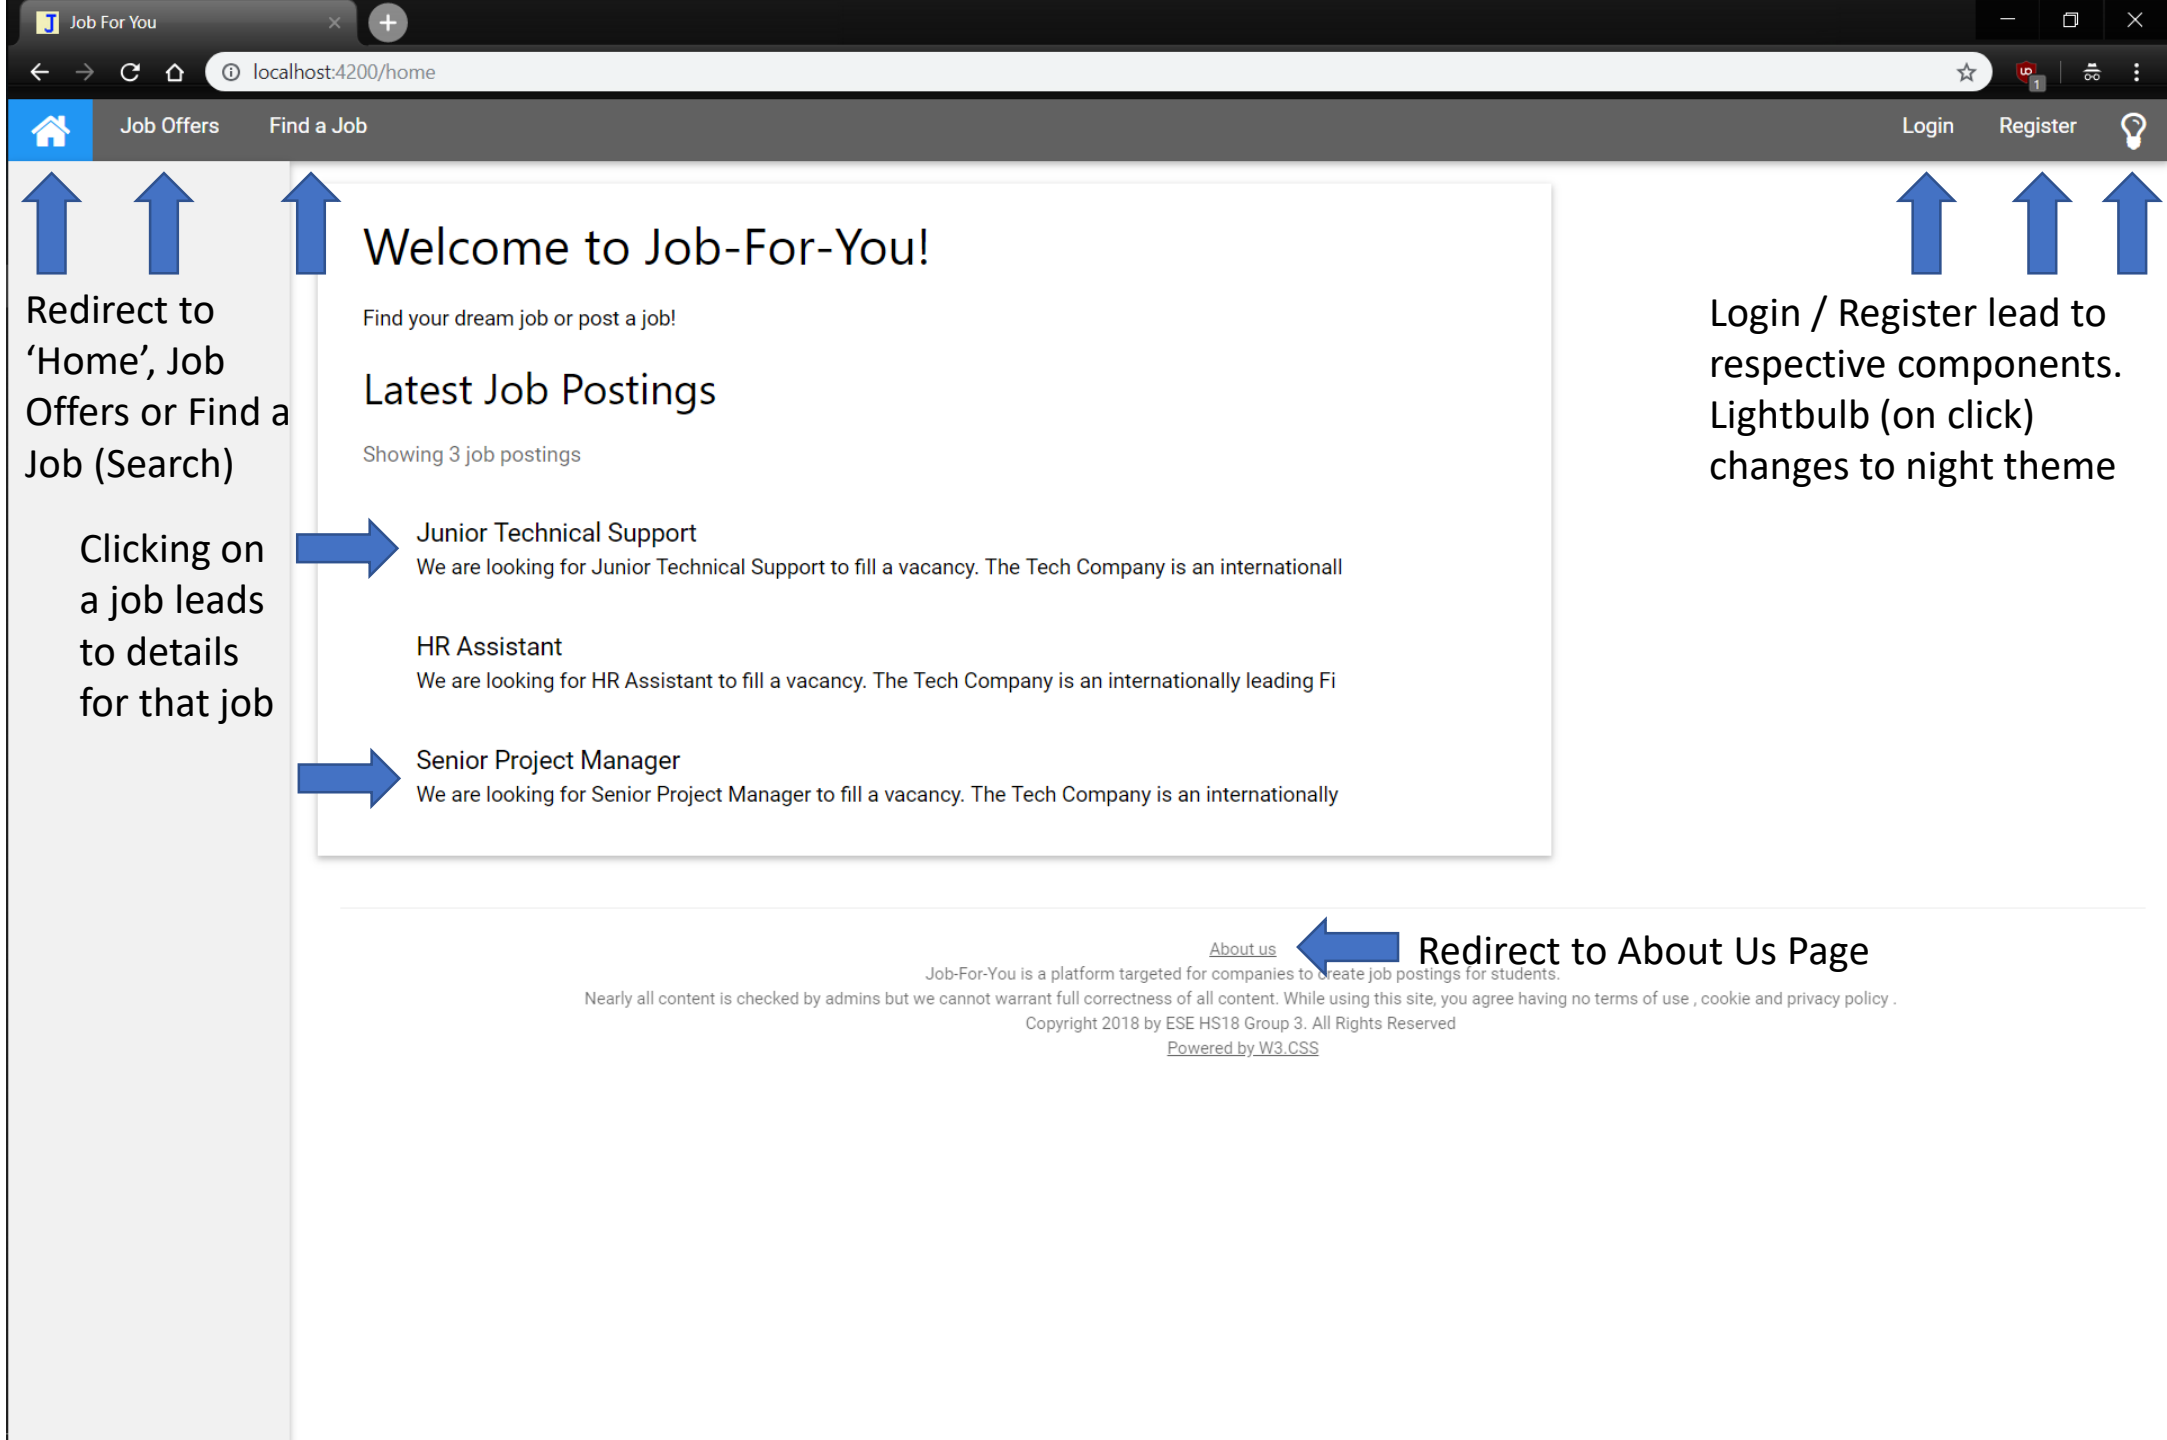 Job For You
localhost:4200/home
1
Job Offers Find a Job Login Register
Redirect to
‘Home’, Job
Offers or Find a
Job (Search)
Clicking on
a job leads
to details
for that job
Welcome to Job-For-You!
Find your dream job or post a job!
Latest Job Postings
Showing 3 job postings
Junior Technical Support
We are looking for Junior Technical Support to fill a vacancy. The Tech Company is an internationall
HR Assistant
We are looking for HR Assistant to fill a vacancy. The Tech Company is an internationally leading Fi
Senior Project Manager
We are looking for Senior Project Manager to fill a vacancy. The Tech Company is an internationally
Login / Register lead to
respective components.
Lightbulb (on click)
changes to night theme
About us
Redirect to About Us Page
Job-For-You is a platform targeted for companies to create job postings for students.
Nearly all content is checked by admins but we cannot warrant full correctness of all content. While using this site, you agree having no terms of use , cookie and privacy policy .
Copyright 2018 by ESE HS18 Group 3. All Rights Reserved
Powered by W3.CSS